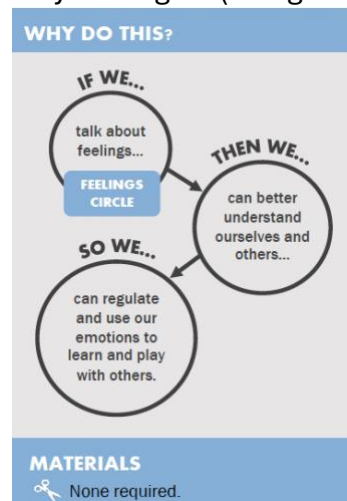 WHY DO THIS?
IF WE...
talk about
feelings...
FEELINGS
CIRCLE
THEN WE...
can better
understand
ourselves and
others...
SO WE...
can regulate
and use our
emotions to
learn and play
with others.
MATERIALS
None required.